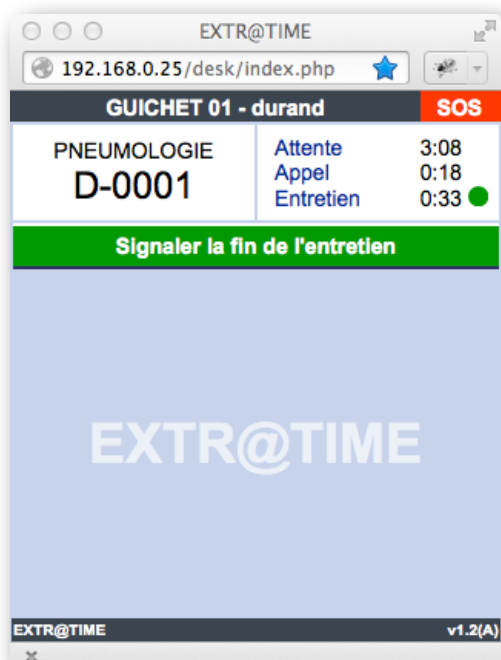 EXTR@TIME
192.168.0.25/desk/index.php
GUICHET 01 - durand SOS
PNEUMOLOGIE
D-0001
Attente 3:08
Appel 0:18
Entretien 0:33
Signaler la fin de l'entretien
EXTR@TIME
EXTR@TIME v1.2(A)